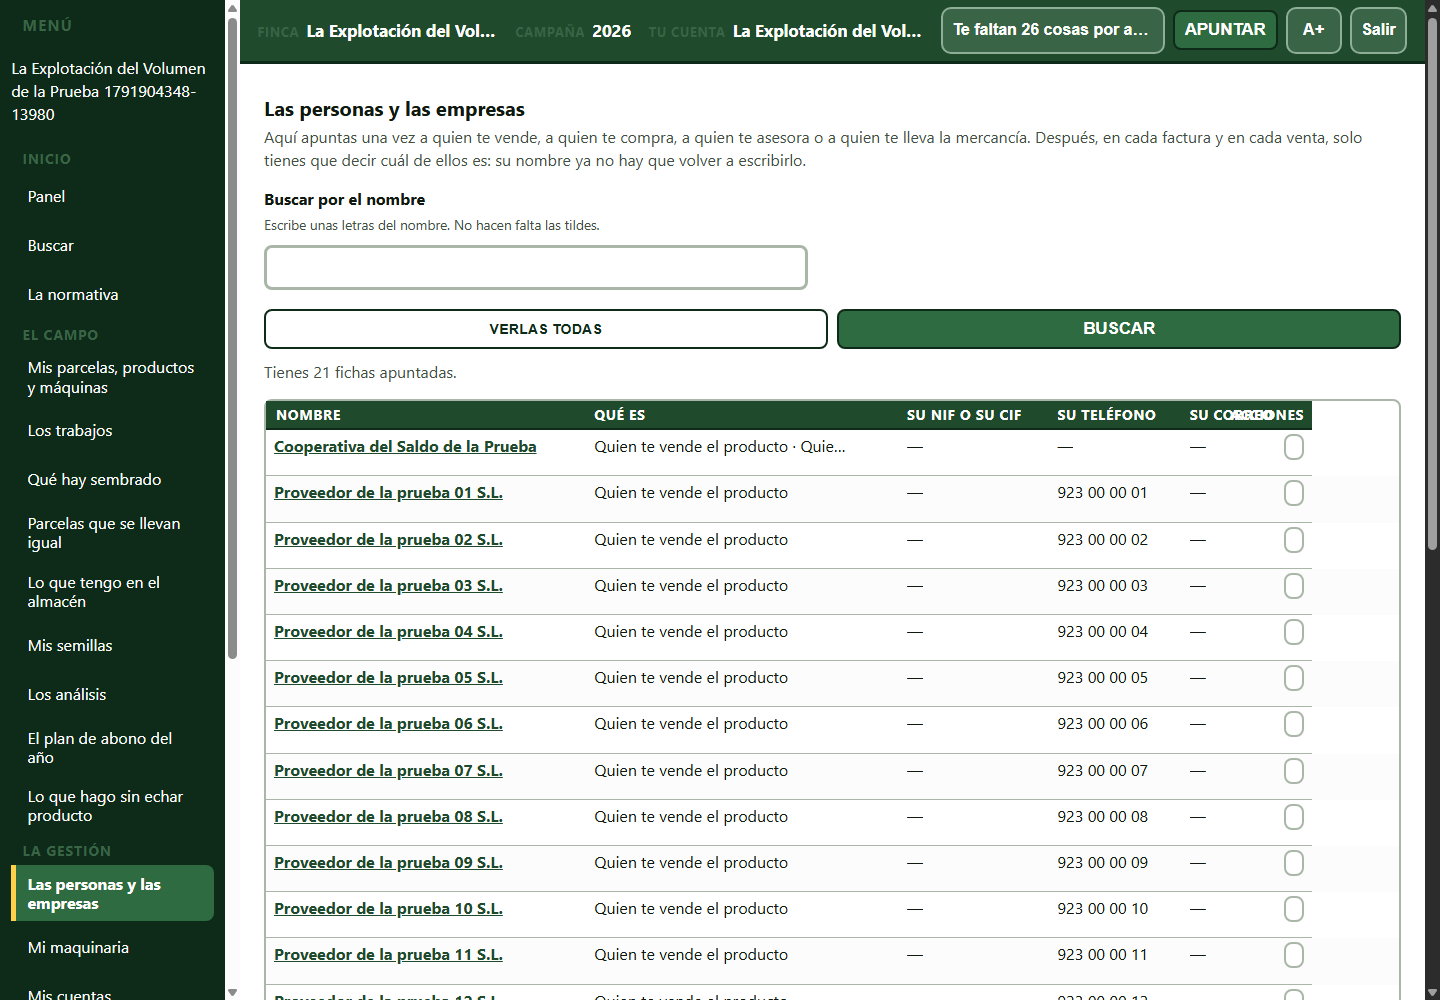 MENÚ
La Explotación del Volumen
de la Prueba 1791904348-
13980
INICIO
Panel
Buscar
La normativa
EL CAMPO
Mis parcelas, productos
y máquinas
Los trabajos
Qué hay sembrado
Parcelas que se llevan
igual
Lo que tengo en el
almacén
Mis semillas
Los análisis
El plan de abono del
año
Lo que hago sin echar
producto
LA GESTIÓN
Las personas y las
empresas
Mi maquinaria
Mis cuentas
FINCA La Explotación del Vol... CAMPAÑA 2026 TU CUENTA La Explotación del Vol... Te faltan 26 cosas por a... APUNTAR A+ Salir
Las personas y las empresas
Aquí apuntas una vez a quien te vende, a quien te compra, a quien te asesora o a quien te lleva la mercancía. Después, en cada factura y en cada venta, solo
tienes que decir cuál de ellos es: su nombre ya no hay que volver a escribirlo.
Buscar por el nombre
Escribe unas letras del nombre. No hacen falta las tildes.
VERLAS TODAS BUSCAR
Tienes 21 fichas apuntadas.
NOMBRE QUÉ ES SU NIF O SU CIF SU TELÉFONO SU CORREO ACCIONES
Cooperativa del Saldo de la Prueba Quien te vende el producto · Quie... — — —
Proveedor de la prueba 01 S.L. Quien te vende el producto — 923 00 00 01 —
Proveedor de la prueba 02 S.L. Quien te vende el producto — 923 00 00 02 —
Proveedor de la prueba 03 S.L. Quien te vende el producto — 923 00 00 03 —
Proveedor de la prueba 04 S.L. Quien te vende el producto — 923 00 00 04 —
Proveedor de la prueba 05 S.L. Quien te vende el producto — 923 00 00 05 —
Proveedor de la prueba 06 S.L. Quien te vende el producto — 923 00 00 06 —
Proveedor de la prueba 07 S.L. Quien te vende el producto — 923 00 00 07 —
Proveedor de la prueba 08 S.L. Quien te vende el producto — 923 00 00 08 —
Proveedor de la prueba 09 S.L. Quien te vende el producto — 923 00 00 09 —
Proveedor de la prueba 10 S.L. Quien te vende el producto — 923 00 00 10 —
Proveedor de la prueba 11 S.L. Quien te vende el producto — 923 00 00 11 —